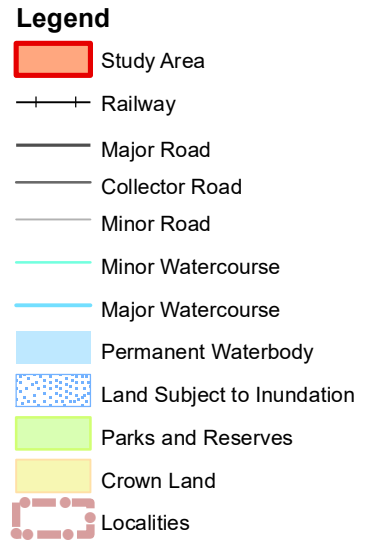 Legend
Study Area
Railway
Major Road
Collector Road
Minor Road
Minor Watercourse
Major Watercourse
Permanent Waterbody
Land Subject to Inundation
Parks and Reserves
Crown Land
Localities